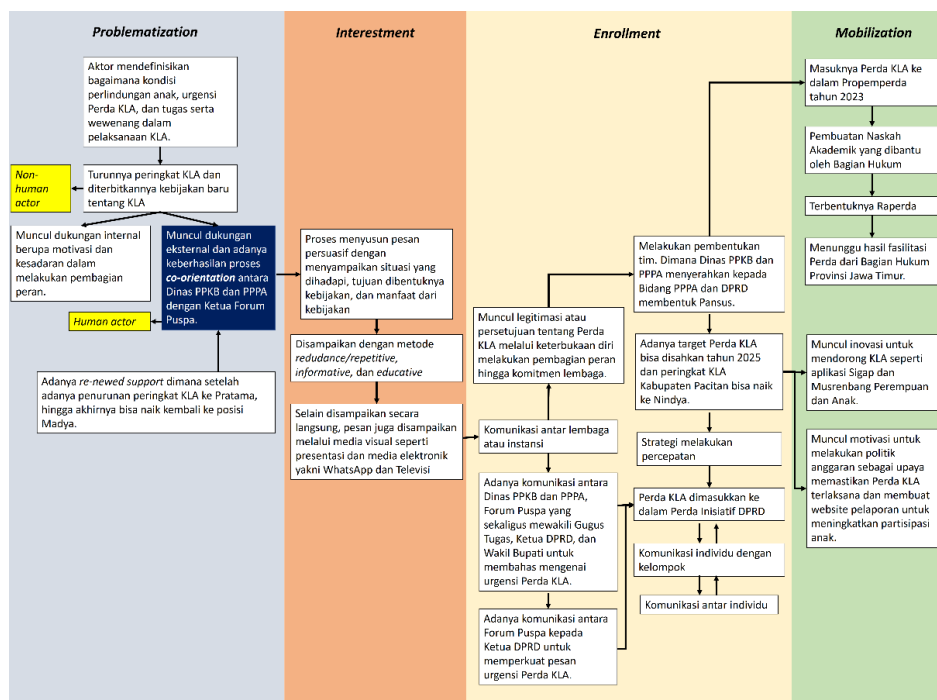 Problematization
Aktor mendefinisikan
bagaimana kondisi
perlindungan anak, urgensi
Perda KLA, dan tugas serta
wewenang dalam
pelaksanaan KLA.
Non-
human
actor
Turunnya peringkat KLA dan
diterbitkannya kebijakan baru
tentang KLA
Muncul dukungan internal
berupa motivasi dan
kesadaran dalam
melakukan pembagian
peran.
Muncul dukungan
eksternal dan adanya
keberhasilan proses
co-orientation antara
Dinas PPKB dan PPPA
dengan Ketua Forum
Puspa.
Human actor
Adanya re-newed support dimana setelah
adanya penurunan peringkat KLA ke Pratama,
hingga akhirnya bisa naik kembali ke posisi
Madya.
Interestment
Proses menyusun pesan
persuasif dengan
menyampaikan situasi yang
dihadapi, tujuan dibentuknya
kebijakan, dan manfaat dari
kebijakan
Disampaikan dengan metode
redudance/repetitive,
informative, dan educative
Selain disampaikan secara
langsung, pesan juga disampaikan
melalui media visual seperti
presentasi dan media elektronik
yakni WhatsApp dan Televisi
Enrollment
Muncul legitimasi atau
persetujuan tentang Perda
KLA melalui keterbukaan diri
melakukan pembagian peran
hingga komitmen lembaga.
Komunikasi antar lembaga
atau instansi
Adanya komunikasi antara
Dinas PPKB dan PPPA,
Forum Puspa yang
sekaligus mewakili Gugus
Tugas, Ketua DPRD, dan
Wakil Bupati untuk
membahas mengenai
urgensi Perda KLA.
Adanya komunikasi antara
Forum Puspa kepada
Ketua DPRD untuk
memperkuat pesan
urgensi Perda KLA.
Melakukan pembentukan
tim. Dimana Dinas PPKB
dan PPPA menyerahkan kepada
Bidang PPPA dan DPRD
membentuk Pansus.
Adanya target Perda KLA
bisa disahkan tahun 2025
dan peringkat KLA
Kabupaten Pacitan bisa naik
ke Nindya.
Strategi melakukan
percepatan
Perda KLA dimasukkan ke
dalam Perda Inisiatif DPRD
Komunikasi individu dengan
kelompok
Komunikasi antar individu
Mobilization
Masuknya Perda KLA ke
dalam Propemperda
tahun 2023
Pembuatan Naskah
Akademik yang dibantu
oleh Bagian Hukum
Terbentuknya Raperda
Menunggu hasil fasilitasi
Perda dari Bagian Hukum
Provinsi Jawa Timur.
Muncul inovasi untuk
mendorong KLA seperti
aplikasi Sigap dan
Musrenbang Perempuan
dan Anak.
Muncul motivasi untuk
melakukan politik
anggaran sebagai upaya
memastikan Perda KLA
terlaksana dan membuat
website pelaporan untuk
meningkatkan partisipasi
anak.